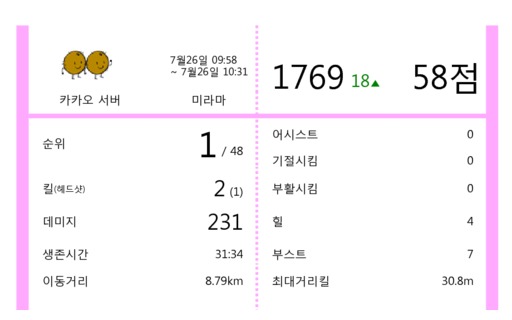 7월26일 09:58
~ 7월26일 10:31
카카오 서버 미라마
1769 18▲ 58점
순위 1 / 48
킬(헤드샷) 2 (1)
데미지 231
생존시간 31:34
이동거리 8.79km
어시스트 0
기절시킴 0
부활시킴 0
힐 4
부스트 7
최대거리킬 30.8m